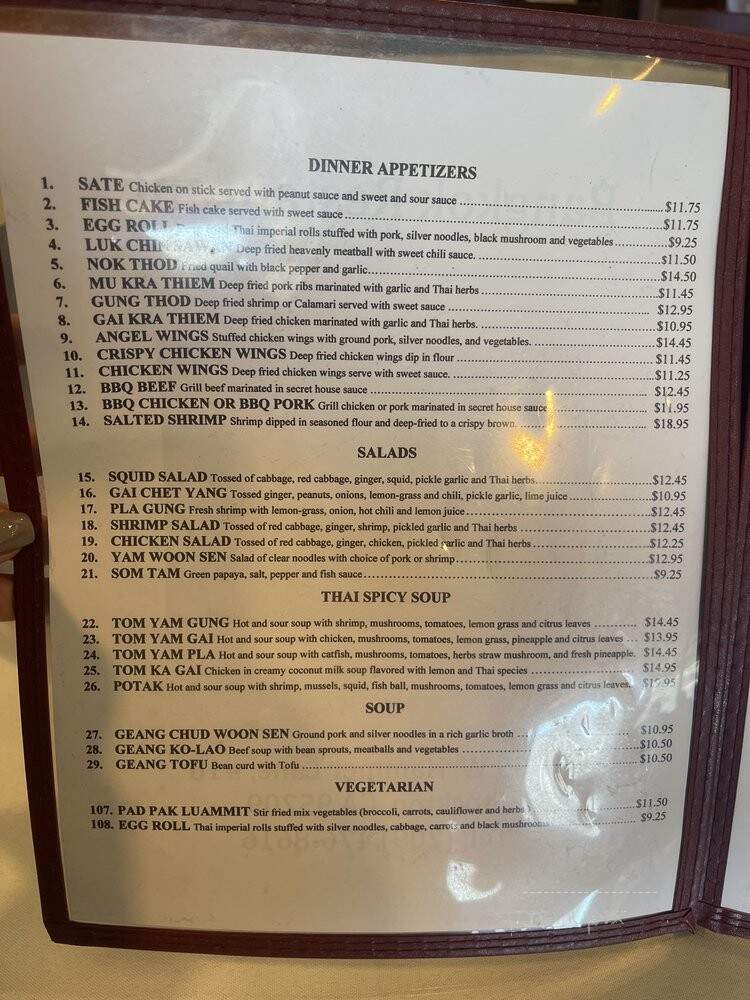 DINNER APPETIZERS
1. SATE Chicken on stick served with peanut sauce and sweet and sour sauce ........ $11.75
2. FISH CAKE Fish cake served with sweet sauce ........ $11.75
3. EGG ROLL Thai imperial rolls stuffed with pork, silver noodles, black mushroom and vegetables ........ $9.25
4. LUK Deep fried heavenly meatball with sweet chili sauce. ........ $11.50
5. NOK THOD Fried quail with black pepper and garlic ........ $14.50
6. MU KRA THIEM Deep fried pork ribs marinated with garlic and Thai herbs ........ $11.45
7. GUNG THOD Deep fried shrimp or Calamari served with sweet sauce ........ $12.95
8. GAI KRA THIEM Deep fried chicken marinated with garlic and Thai herbs. ........ $10.95
9. ANGEL WINGS Stuffed chicken wings with ground pork, silver noodles, and vegetables. ........ $14.45
10. CRISPY CHICKEN WINGS Deep fried chicken wings dip in flour ........ $11.45
11. CHICKEN WINGS Deep fried chicken wings serve with sweet sauce. ........ $11.25
12. BBQ BEEF Grill beef marinated in secret house sauce ........ $12.45
13. BBQ CHICKEN OR BBQ PORK Grill chicken or pork marinated in secret house sauce ........ $11.95
14. SALTED SHRIMP Shrimp dipped in seasoned flour and deep-fried to a crispy brown. ........ $18.95
SALADS
15. SQUID SALAD Tossed of cabbage, red cabbage, ginger, squid, pickle garlic and Thai herbs ........ $12.45
16. GAI CHET YANG Tossed ginger, peanuts, onions, lemon-grass and chili, pickle garlic, lime juice ........ $10.95
17. PLA GUNG Fresh shrimp with lemon-grass, onion, hot chili and lemon juice ........ $12.45
18. SHRIMP SALAD Tossed of red cabbage, ginger, shrimp, pickled garlic and Thai herbs ........ $12.45
19. CHICKEN SALAD Tossed of red cabbage, ginger, chicken, pickled garlic and Thai herbs ........ $12.25
20. YAM WOON SEN Salad of clear noodles with choice of pork or shrimp ........ $12.95
21. SOM TAM Green papaya, salt, pepper and fish sauce ........ $9.25
THAI SPICY SOUP
22. TOM YAM GUNG Hot and sour soup with shrimp, mushrooms, tomatoes, lemon grass and citrus leaves ........ $14.45
23. TOM YAM GAI Hot and sour soup with chicken, mushrooms, tomatoes, lemon grass, pineapple and citrus leaves ... $13.95
24. TOM YAM PLA Hot and sour soup with catfish, mushrooms, tomatoes, herbs straw mushroom, and fresh pineapple. $14.45
25. TOM KA GAI Chicken in creamy coconut milk soup flavored with lemon and Thai species ........ $14.95
26. POTAK Hot and sour soup with shrimp, mussels, squid, fish ball, mushrooms, tomatoes, lemon grass and citrus leaves.
SOUP
27. GEANG CHUD WOON SEN Ground pork and silver noodles in a rich garlic broth ........ $10.95
28. GEANG KO-LAO Beef soup with bean sprouts, meatballs and vegetables ........ $10.50
29. GEANG TOFU Bean curd with Tofu ........ $10.50
VEGETARIAN
107. PAD PAK LUAMMIT Stir fried mix vegetables (broccoli, carrots, cauliflower and herbs) ........ $11.50
108. EGG ROLL Thai imperial rolls stuffed with silver noodles, cabbage, carrots and black mushroom ........ $9.25